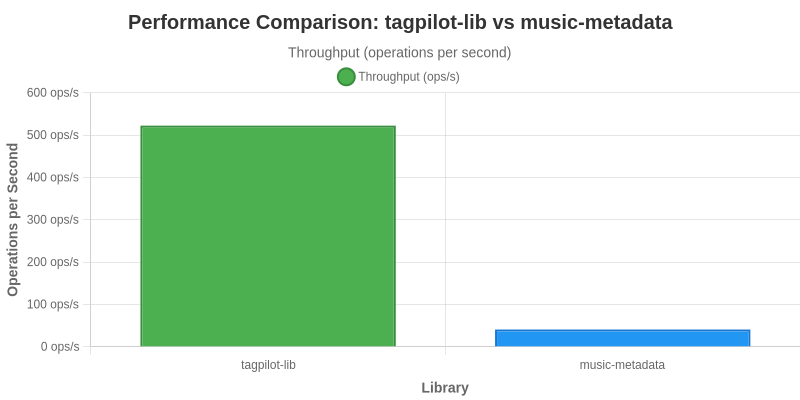 Performance Comparison: tagpilot-lib vs music-metadata
Throughput (operations per second)
Throughput (ops/s)
600 ops/s
500 ops/s
400 ops/s
300 ops/s
200 ops/s
100 ops/s
0 ops/s
Operations per Second
tagpilot-lib
music-metadata
Library